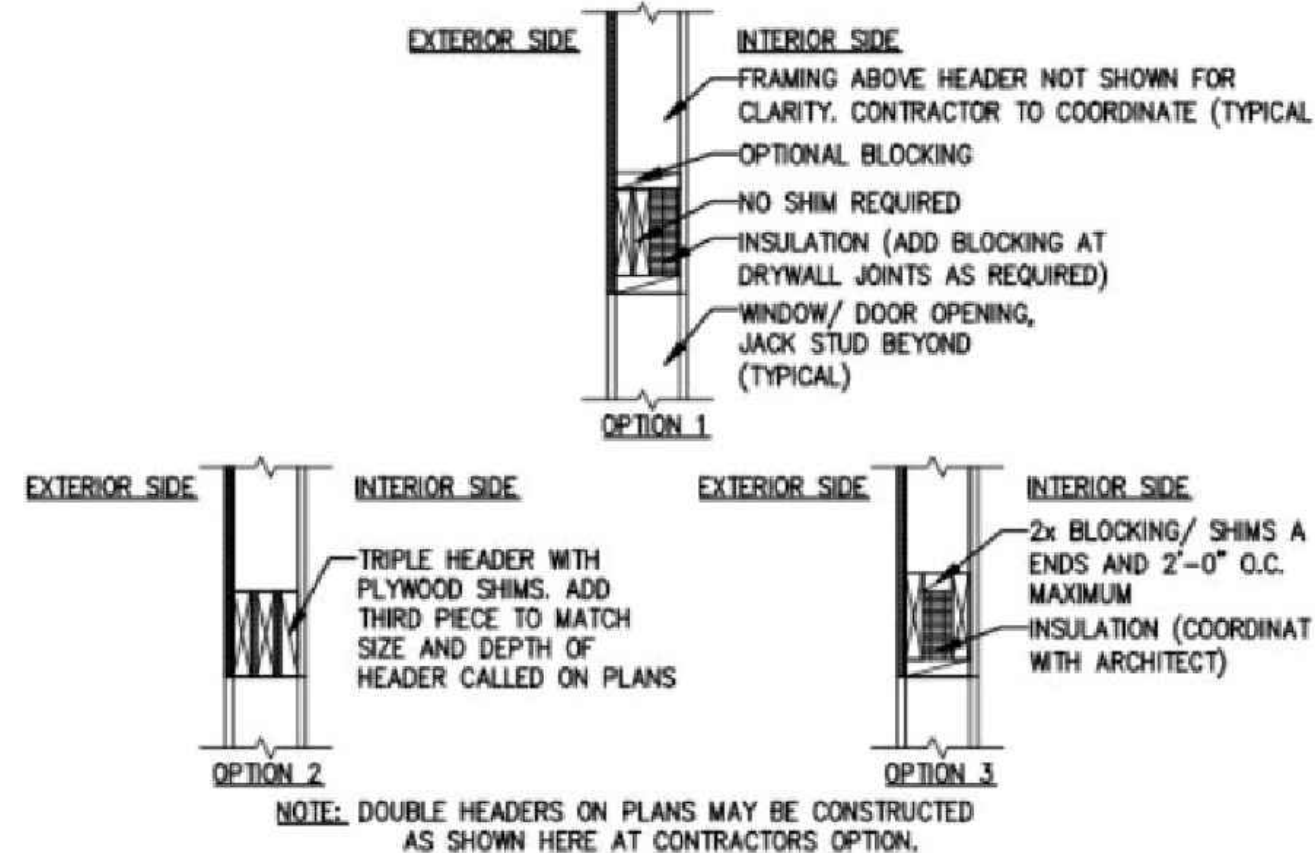 EXTERIOR SIDE
INTERIOR SIDE
FRAMING ABOVE HEADER NOT SHOWN FOR
CLARITY. CONTRACTOR TO COORDINATE (TYPICAL
OPTIONAL BLOCKING
NO SHIM REQUIRED
INSULATION (ADD BLOCKING AT
DRYWALL JOINTS AS REQUIRED)
WINDOW/ DOOR OPENING,
JACK STUD BEYOND
(TYPICAL)
OPTION 1
EXTERIOR SIDE
INTERIOR SIDE
TRIPLE HEADER WITH
PLYWOOD SHIMS. ADD
THIRD PIECE TO MATCH
SIZE AND DEPTH OF
HEADER CALLED ON PLANS
OPTION 2
EXTERIOR SIDE
INTERIOR SIDE
2x BLOCKING/ SHIMS A
ENDS AND 2'-0" O.C.
MAXIMUM
INSULATION (COORDINAT
WITH ARCHITECT)
OPTION 3
NOTE: DOUBLE HEADERS ON PLANS MAY BE CONSTRUCTED
AS SHOWN HERE AT CONTRACTORS OPTION.